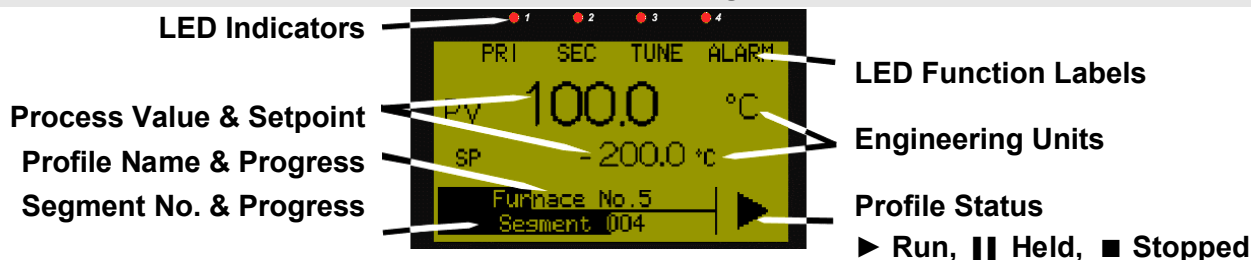 1 2 3 4
LED Indicators
PRI SEC TUNE ALARM
LED Function Labels
PV 100.0 °C
Process Value & Setpoint
Engineering Units
SP -200.0 °C
Profile Name & Progress
Furnace No.5
Segment No. & Progress
Segment 004
Profile Status
► Run, ❚❚ Held, ■ Stopped